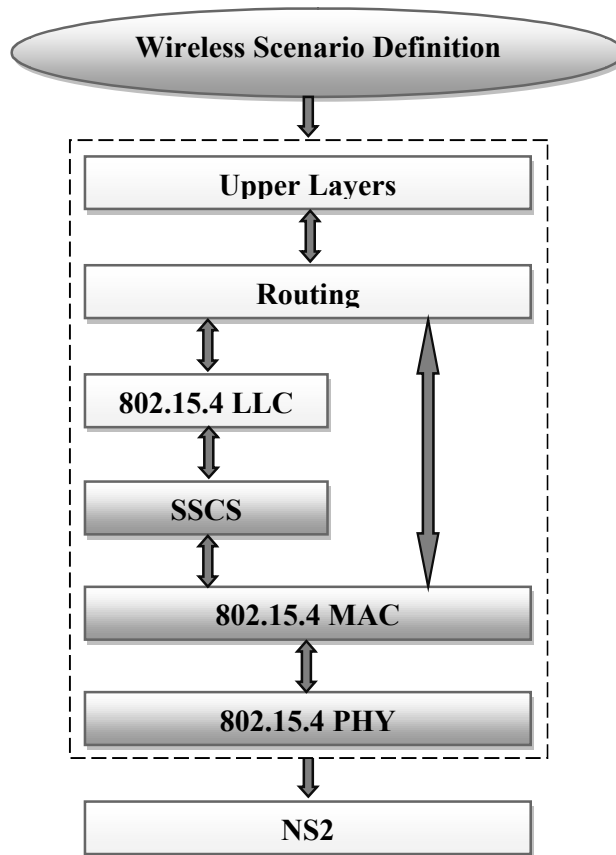 Wireless Scenario Definition
Upper Layers
Routing
802.15.4 LLC
SSCS
802.15.4 MAC
802.15.4 PHY
NS2